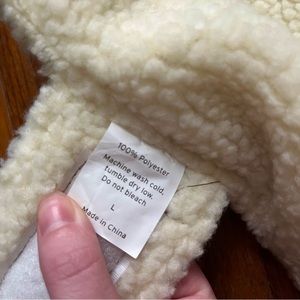 100% Polyester
Machine wash cold,
tumble dry low.
Do not bleach
L
Made in China